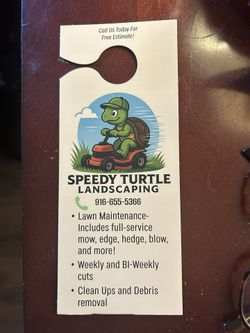 Call Us Today For
Free Estimate!
SPEEDY TURTLE
LANDSCAPING
916-655-5366
• Lawn Maintenance-
Includes full-service
mow, edge, hedge, blow,
and more!
• Weekly and BI-Weekly
cuts
• Clean Ups and Debris
removal